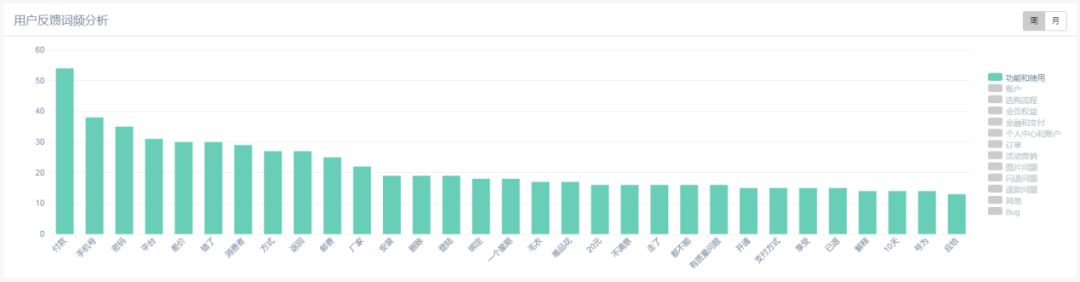 用户反馈词频分析
周 月
60
50
40
30
20
10
0
付款
手机号
密码
平台
差价
错了
消费者
方式
返回
邮费
厂家
安装
删除
登陆
绑定
一个星期
毛衣
唯品花
20元
不满意
走了
都不能
有质量问题
开通
支付方式
享受
已退
解释
10天
号为
应给
功能和使用
账户
选购流程
会员权益
金融和支付
个人中心和账户
订单
活动营销
图片问题
闪退问题
退款问题
其他
Bug